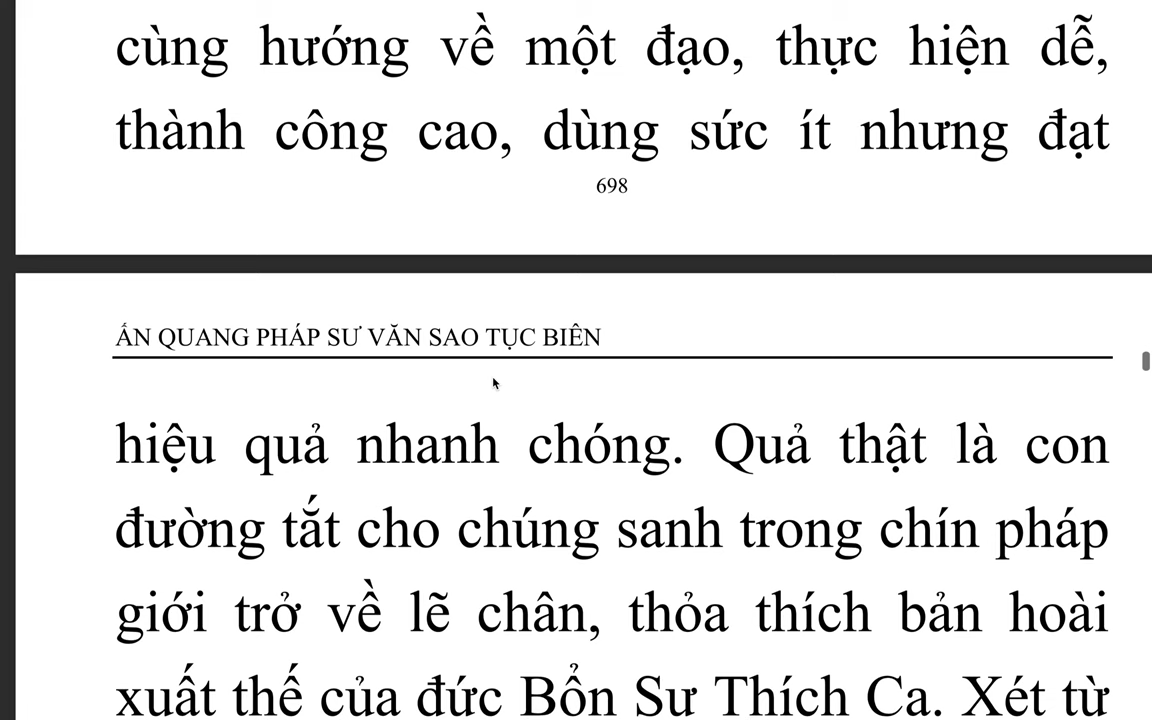 cùng hướng về một đạo, thực hiện dễ,
thành công cao, dùng sức ít nhưng đạt
698
ẤN QUANG PHÁP SƯ VĂN SAO TỤC BIÊN
hiệu quả nhanh chóng. Quả thật là con
đường tắt cho chúng sanh trong chín pháp
giới trở về lẽ chân, thỏa thích bản hoài
xuất thế của đức Bổn Sư Thích Ca. Xét từ